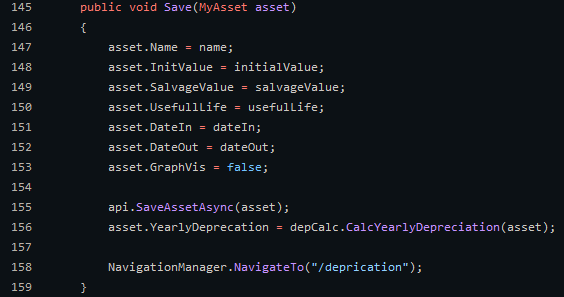 145 public void Save(MyAsset asset)
146 {
147 asset.Name = name;
148 asset.InitValue = initialValue;
149 asset.SalvageValue = salvageValue;
150 asset.UsefullLife = usefulLife;
151 asset.DateIn = dateIn;
152 asset.DateOut = dateOut;
153 asset.GraphVis = false;
154
155 api.SaveAssetAsync(asset);
156 asset.YearlyDeprecation = depCalc.CalcYearlyDepreciation(asset);
157
158 NavigationManager.NavigateTo("/deprication");
159 }